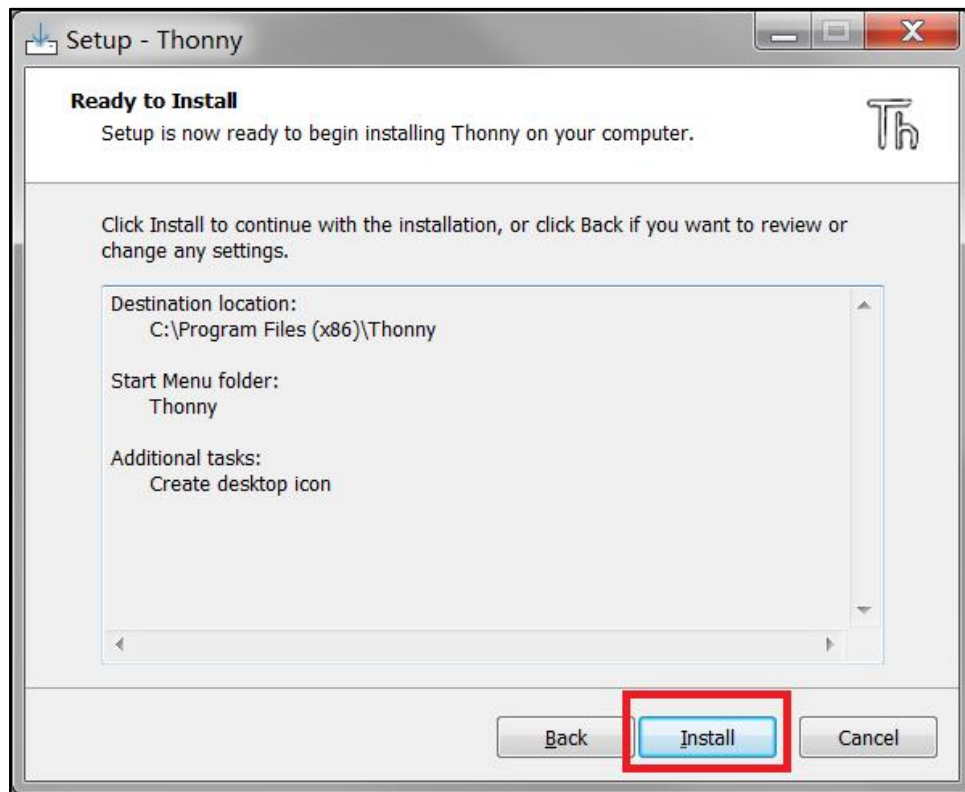 Setup - Thonny
Ready to Install
Setup is now ready to begin installing Thonny on your computer.
Th
Click Install to continue with the installation, or click Back if you want to review or
change any settings.
Destination location:
C:\Program Files (x86)\Thonny
Start Menu folder:
Thonny
Additional tasks:
Create desktop icon
Back
Install
Cancel